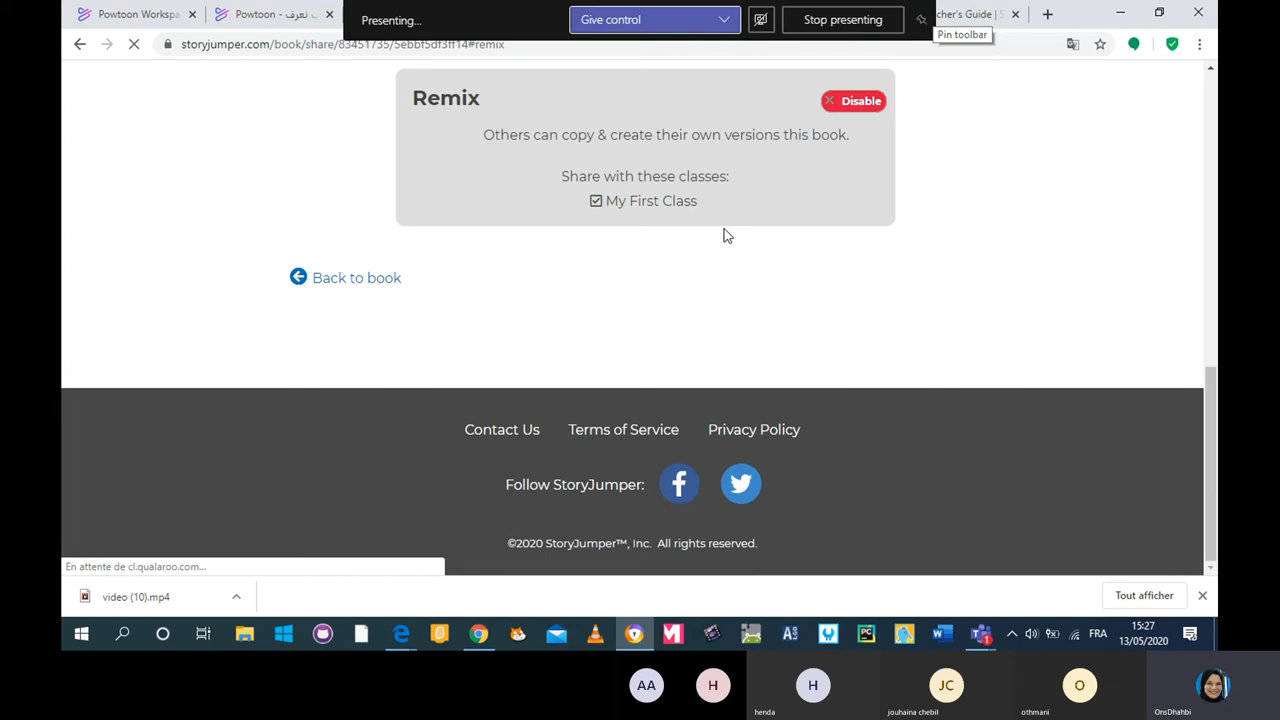 Powtoon Workspa
Powtoon - تعرف
Presenting...
Give control
Stop presenting
cher's Guide | S
Pin toolbar
storyjumper.com/book/share/83451735/5ebbf5df3ff14#remix
Remix
Disable
Others can copy & create their own versions this book.
Share with these classes:
My First Class
Back to book
Contact Us
Terms of Service
Privacy Policy
Follow StoryJumper:
©2020 StoryJumper™, Inc. All rights reserved.
En attente de cl.qualaroo.com...
video (10).mp4
Tout afficher
FRA
15:27
13/05/2020
AA
H
H
JC
O
henda
jouhaina chebil
othmani
OnsDhahbi